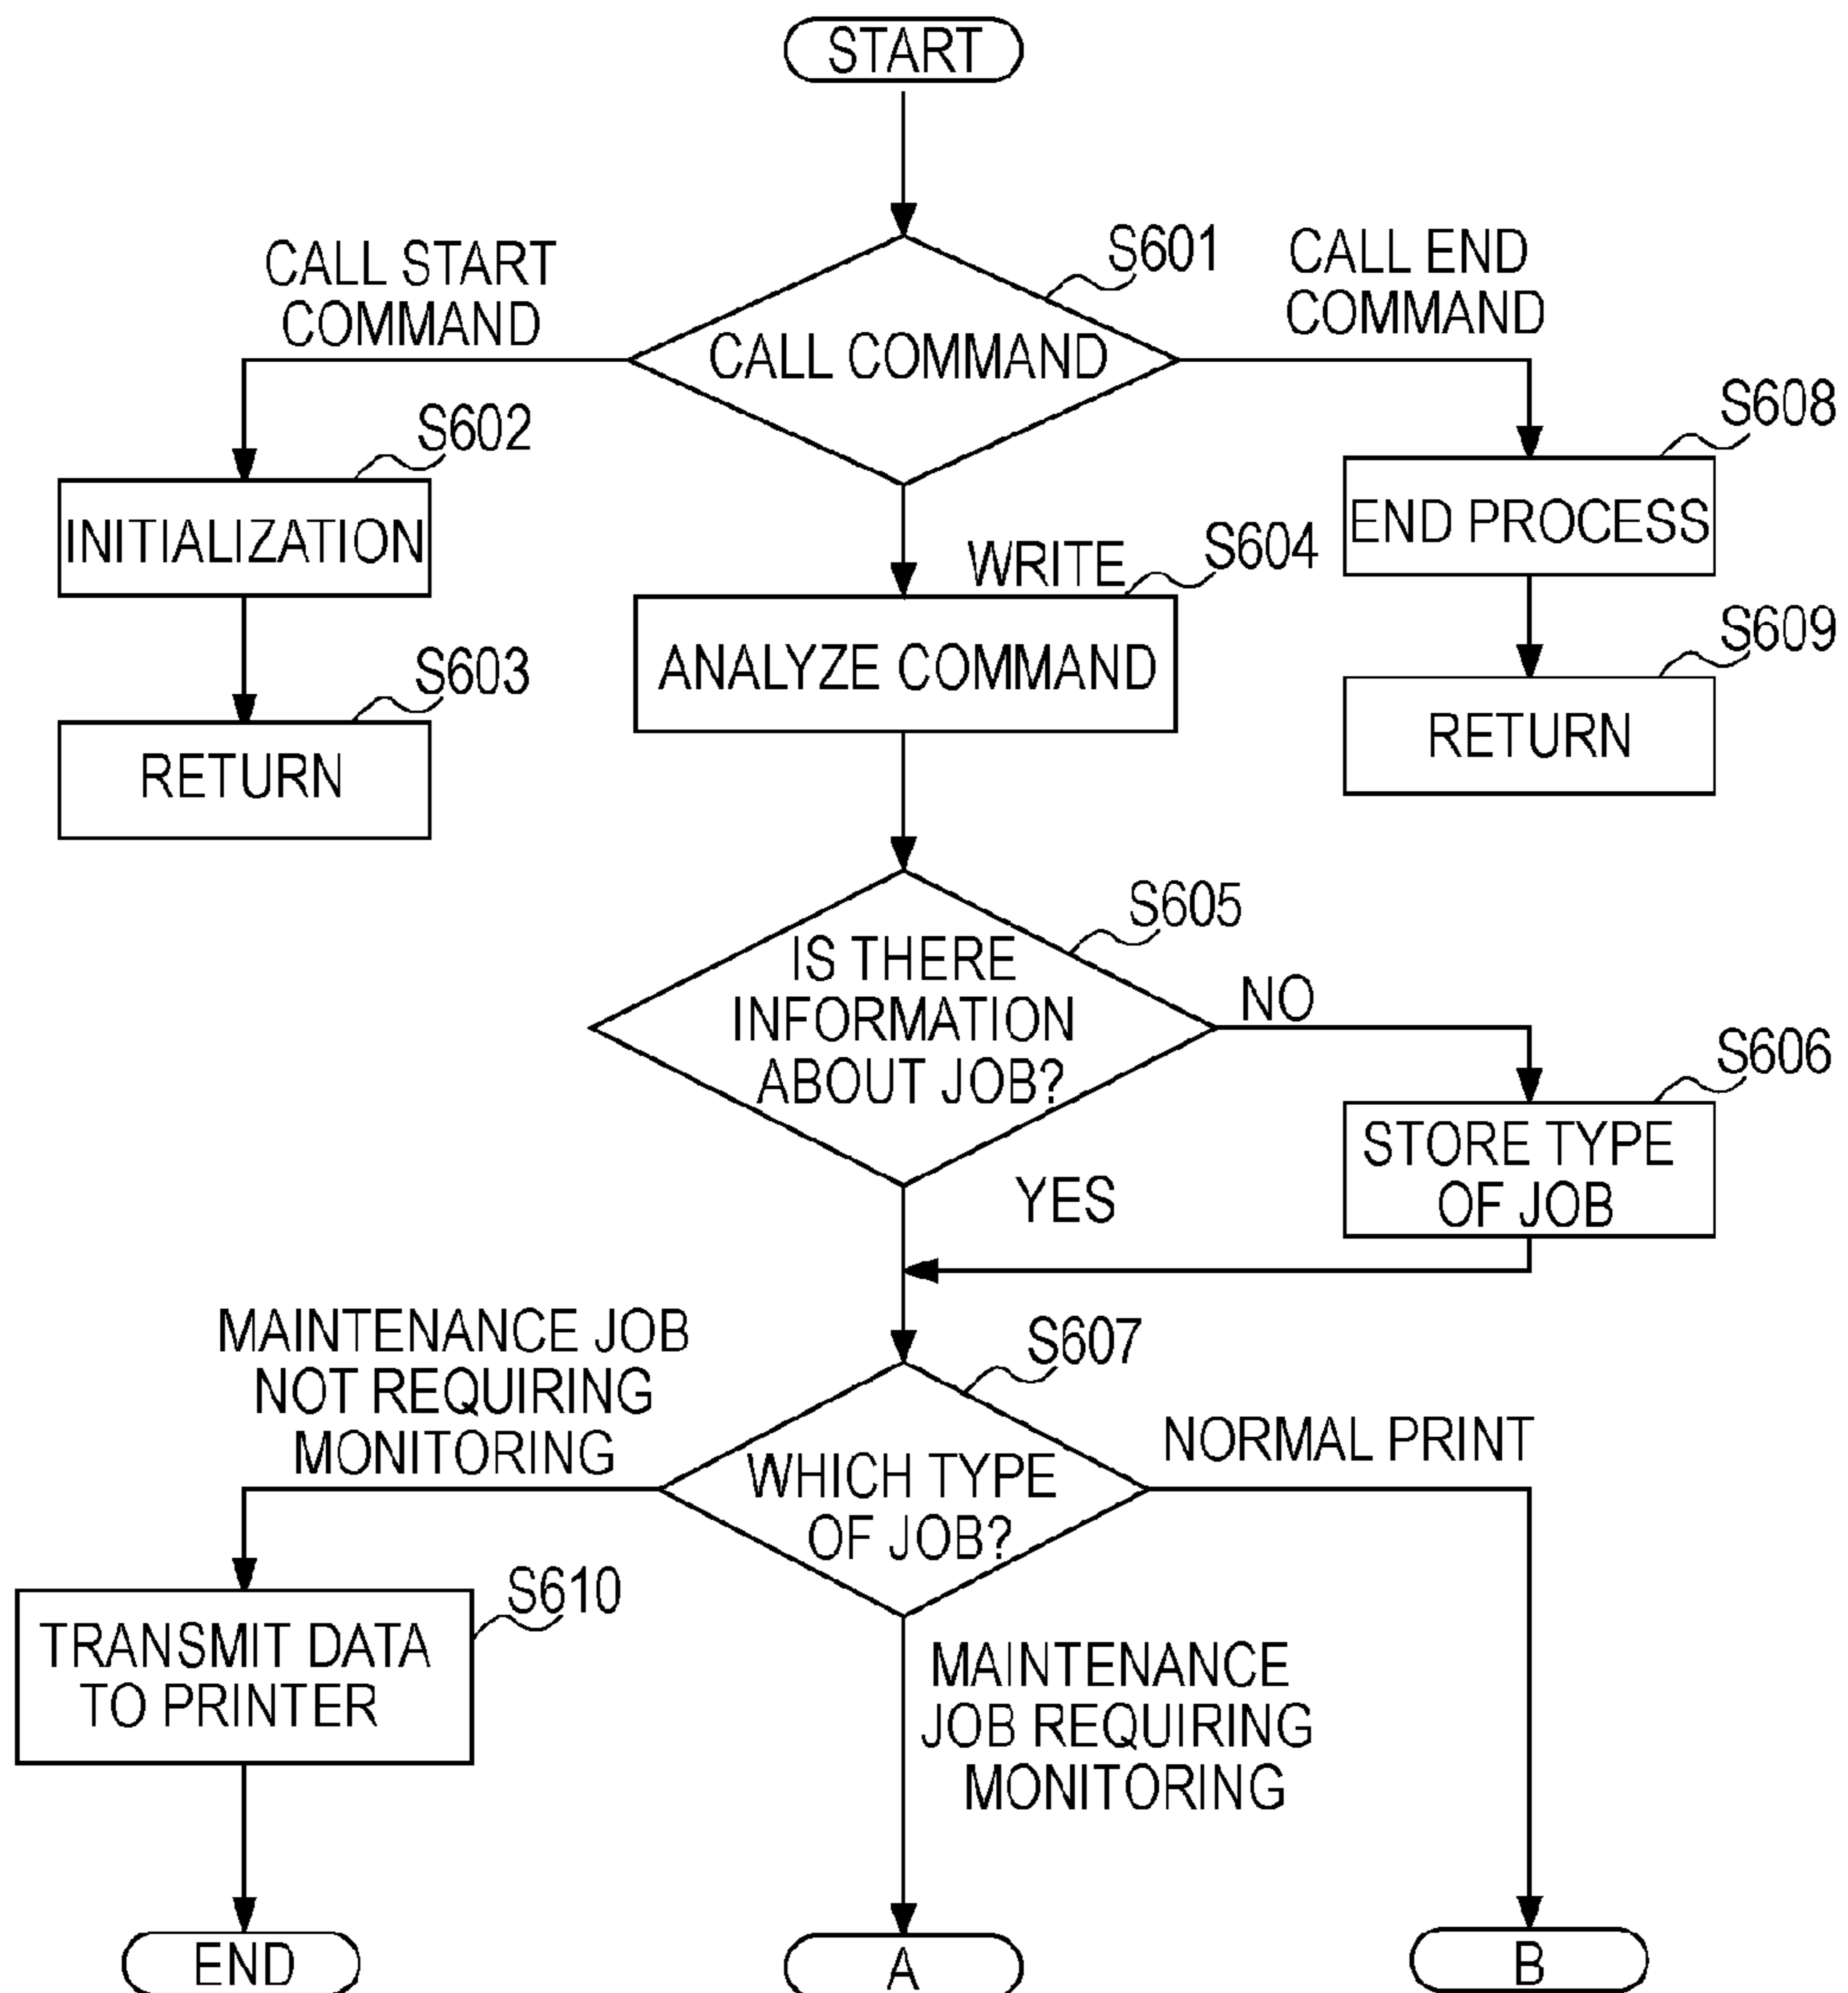 START
S601
CALL START
COMMAND
CALL END
COMMAND
CALL COMMAND
S602
S608
INITIALIZATION
END PROCESS
WRITE
S604
S603
S609
ANALYZE COMMAND
RETURN
RETURN
S605
IS THERE
INFORMATION
ABOUT JOB?
NO
S606
STORE TYPE
OF JOB
YES
MAINTENANCE JOB
NOT REQUIRING
MONITORING
S607
NORMAL PRINT
WHICH TYPE
OF JOB?
S610
TRANSMIT DATA
TO PRINTER
MAINTENANCE
JOB REQUIRING
MONITORING
END
A
B